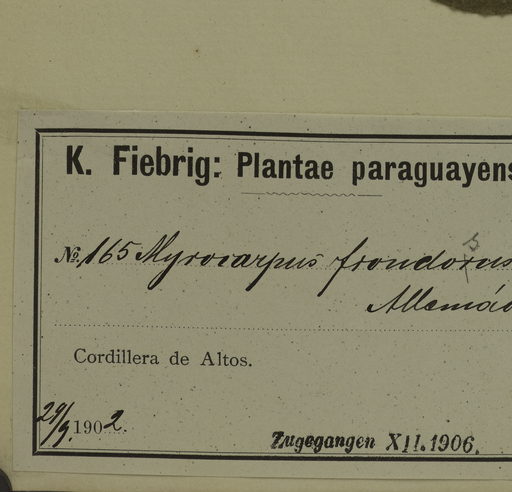 K. Fiebrig: Plantae paraguayens
No. 165 Myrocarpus frondosus
Allemão
Cordillera de Altos.
29/9. 1902.
Zugegangen XII. 1906.